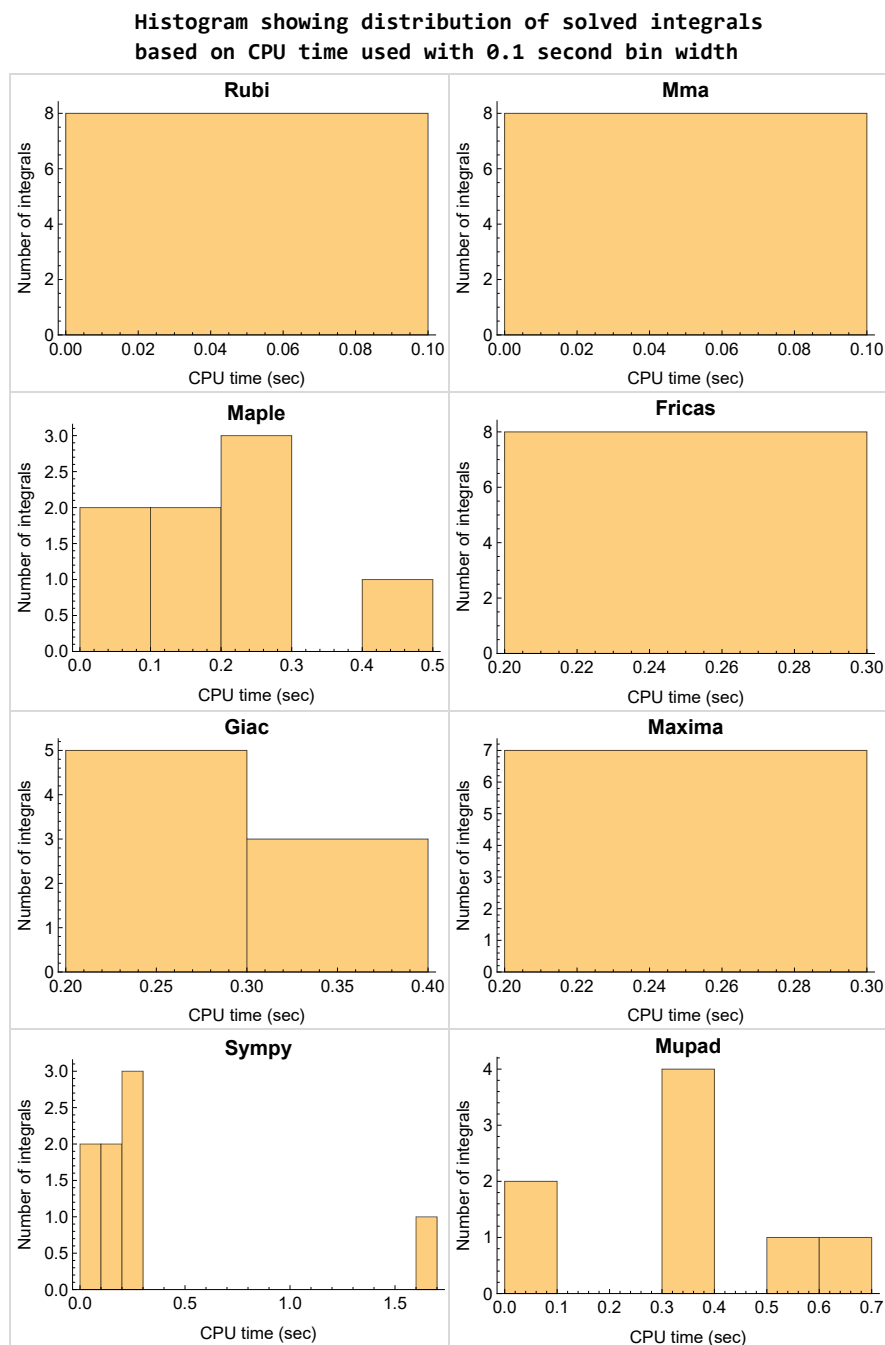 Histogram showing distribution of solved integrals
based on CPU time used with 0.1 second bin width
Rubi
Number of integrals
8
6
4
2
0
0.00 0.02 0.04 0.06 0.08 0.10
CPU time (sec)
Mma
Number of integrals
8
6
4
2
0
0.00 0.02 0.04 0.06 0.08 0.10
CPU time (sec)
Maple
Number of integrals
3.0
2.5
2.0
1.5
1.0
0.5
0.0
0.0 0.1 0.2 0.3 0.4 0.5
CPU time (sec)
Fricas
Number of integrals
8
6
4
2
0
0.20 0.22 0.24 0.26 0.28 0.30
CPU time (sec)
Giac
Number of integrals
5
4
3
2
1
0
0.20 0.25 0.30 0.35 0.40
CPU time (sec)
Maxima
Number of integrals
7
6
5
4
3
2
1
0
0.20 0.22 0.24 0.26 0.28 0.30
CPU time (sec)
Sympy
Number of integrals
3.0
2.5
2.0
1.5
1.0
0.5
0.0
0.0 0.5 1.0 1.5
CPU time (sec)
Mupad
Number of integrals
4
3
2
1
0
0.0 0.1 0.2 0.3 0.4 0.5 0.6 0.7
CPU time (sec)